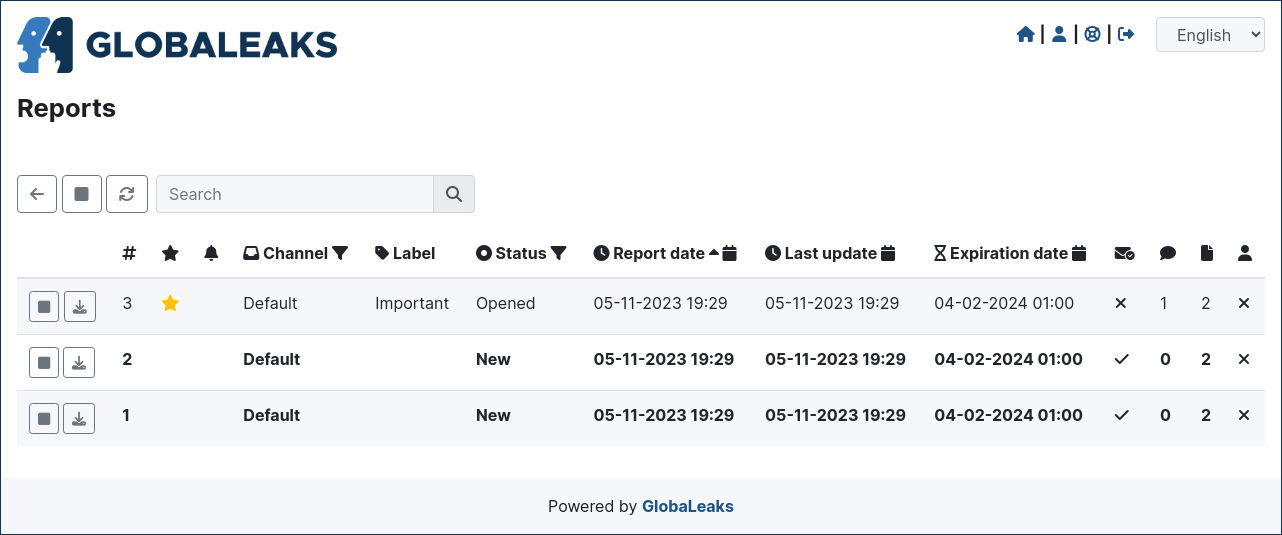 GLOBALEAKS
English
Reports
Search
# Channel Label Status Report date Last update Expiration date
3 Default Important Opened 05-11-2023 19:29 05-11-2023 19:29 04-02-2024 01:00 1 2
2 Default New 05-11-2023 19:29 05-11-2023 19:29 04-02-2024 01:00 0 2
1 Default New 05-11-2023 19:29 05-11-2023 19:29 04-02-2024 01:00 0 2
Powered by GlobaLeaks